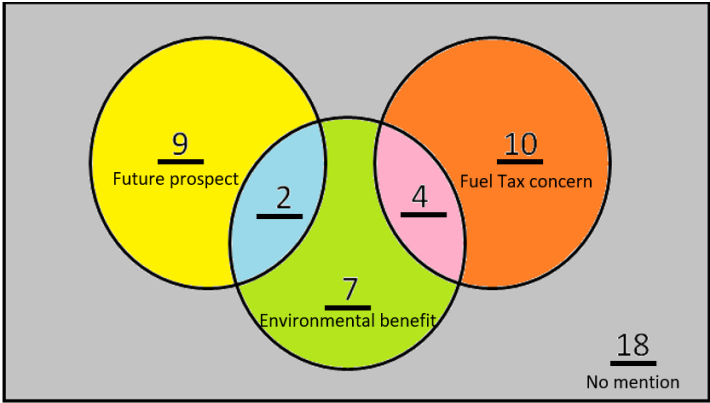 9
Future prospect
10
Fuel Tax concern
2
4
7
Environmental benefit
18
No mention